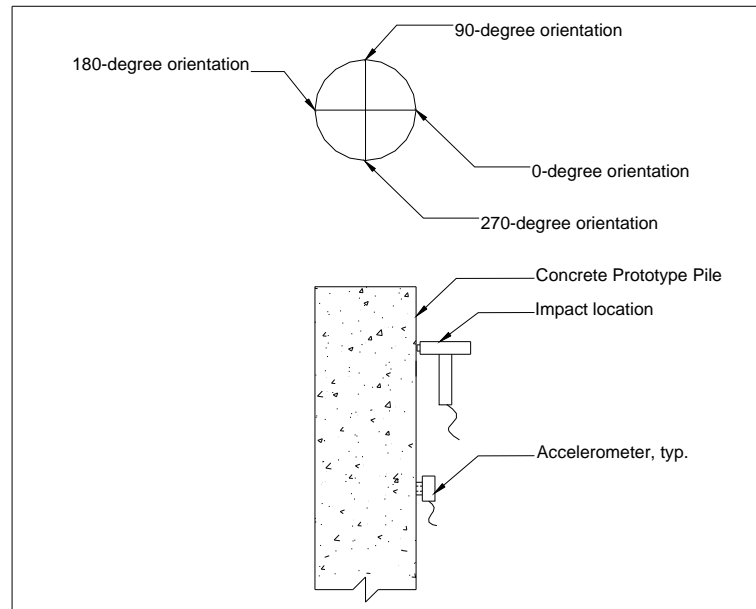 90-degree orientation
180-degree orientation
0-degree orientation
270-degree orientation
Concrete Prototype Pile
Impact location
Accelerometer, typ.